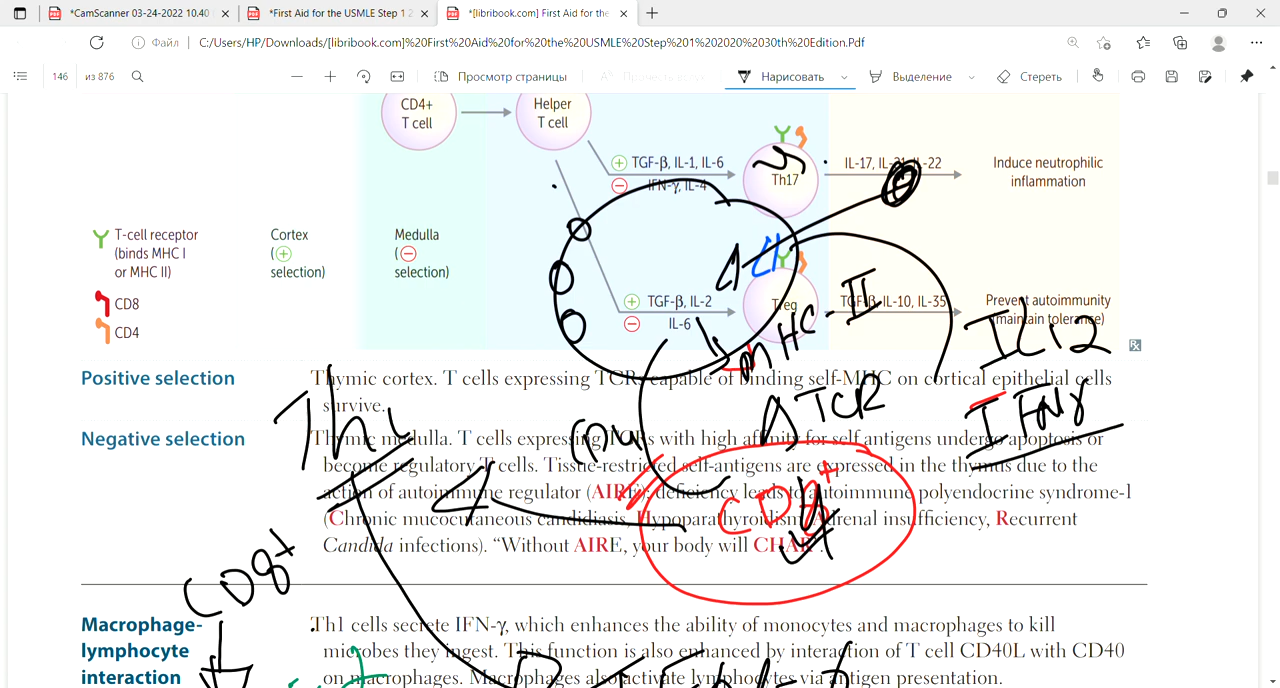 *CamScanner 03-24-2022 10.40
*First Aid for the USMLE Step 1 2
*[libribook.com] First Aid for the
Файл
C:/Users/HP/Downloads/[libribook.com]%20First%20Aid%20for%20the%20USMLE%20Step%201%202020%2030th%20Edition.Pdf
146
из 876
Просмотр страницы
Прочесть вслух
Нарисовать
Выделение
Стереть
CD4+
T cell
Helper
T cell
TGF-β, IL-1, IL-6
IFN-γ, IL-4
Th17
IL-17, IL-21, IL-22
Induce neutrophilic
inflammation
T-cell receptor
(binds MHC I
or MHC II)
Cortex
(+
selection)
Medulla
(−
selection)
CD8
CD4
TGF-β, IL-2
IL-6
Treg
TGF-β, IL-10, IL-35
Prevent autoimmunity
(maintain tolerance)
Rx
MHC-II
IL12
TCR
IFNγ
Th1
CD8+
CD
4
Positive selection
Thymic cortex. T cells expressing TCRs capable of binding self-MHC on cortical epithelial cells
survive.
Negative selection
Thymic medulla. T cells expressing TCRs with high affinity for self antigens undergo apoptosis or
become regulatory T cells. Tissue-restricted self-antigens are expressed in the thymus due to the
action of autoimmune regulator (AIRE); deficiency leads to autoimmune polyendocrine syndrome-1
(Chronic mucocutaneous candidiasis, Hypoparathyroidism, Adrenal insufficiency, Recurrent
Candida infections). “Without AIRE, your body will CHAR”.
Macrophage-
lymphocyte
interaction
Th1 cells secrete IFN-γ, which enhances the ability of monocytes and macrophages to kill
microbes they ingest. This function is also enhanced by interaction of T cell CD40L with CD40
on macrophages. Macrophages also activate lymphocytes via antigen presentation.